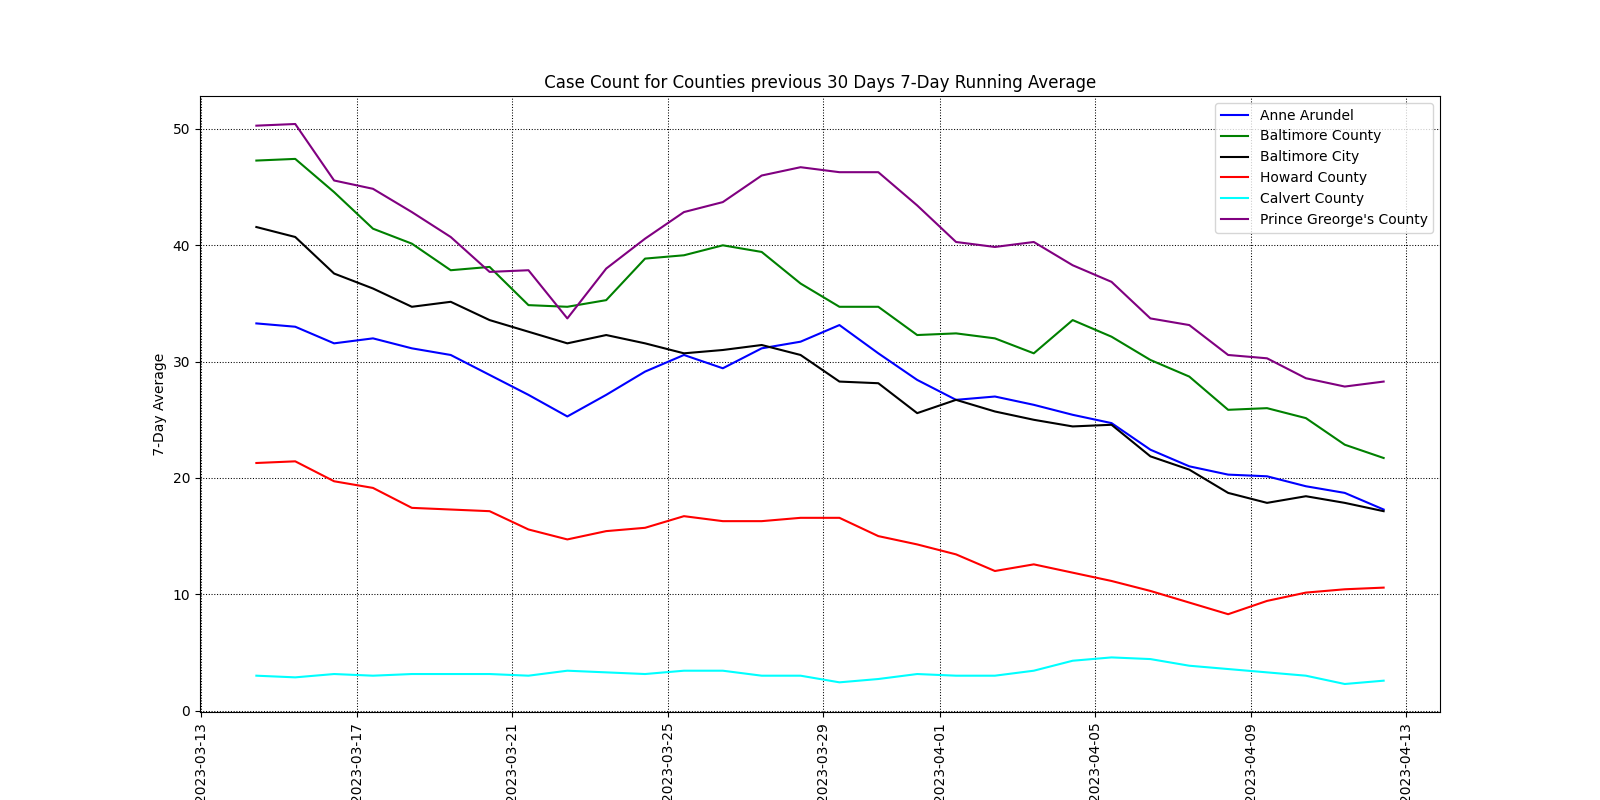 Case Count for Counties previous 30 Days 7-Day Running Average
Anne Arundel
Baltimore County
Baltimore City
Howard County
Calvert County
Prince Greorge's County
7-Day Average
50
40
30
20
10
0
2023-03-13
2023-03-17
2023-03-21
2023-03-25
2023-03-29
2023-04-01
2023-04-05
2023-04-09
2023-04-13